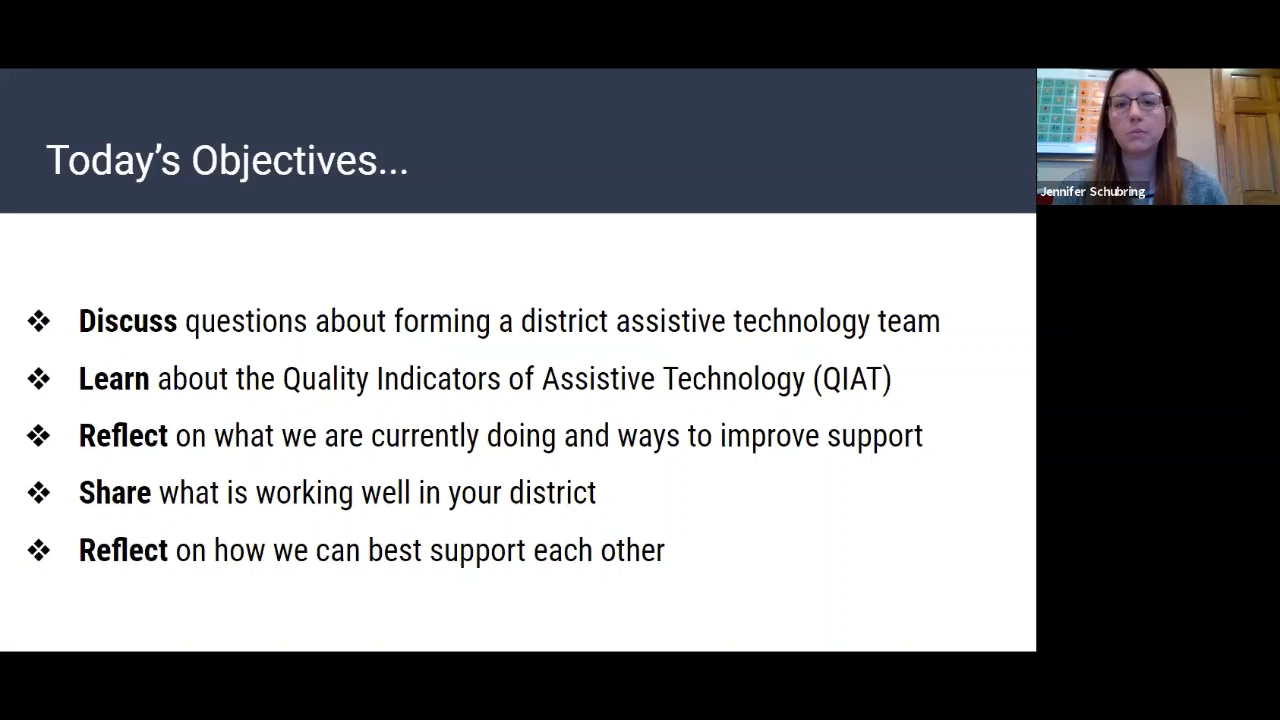 Today's Objectives...
Jennifer Schubring
❖ Discuss questions about forming a district assistive technology team
❖ Learn about the Quality Indicators of Assistive Technology (QIAT)
❖ Reflect on what we are currently doing and ways to improve support
❖ Share what is working well in your district
❖ Reflect on how we can best support each other